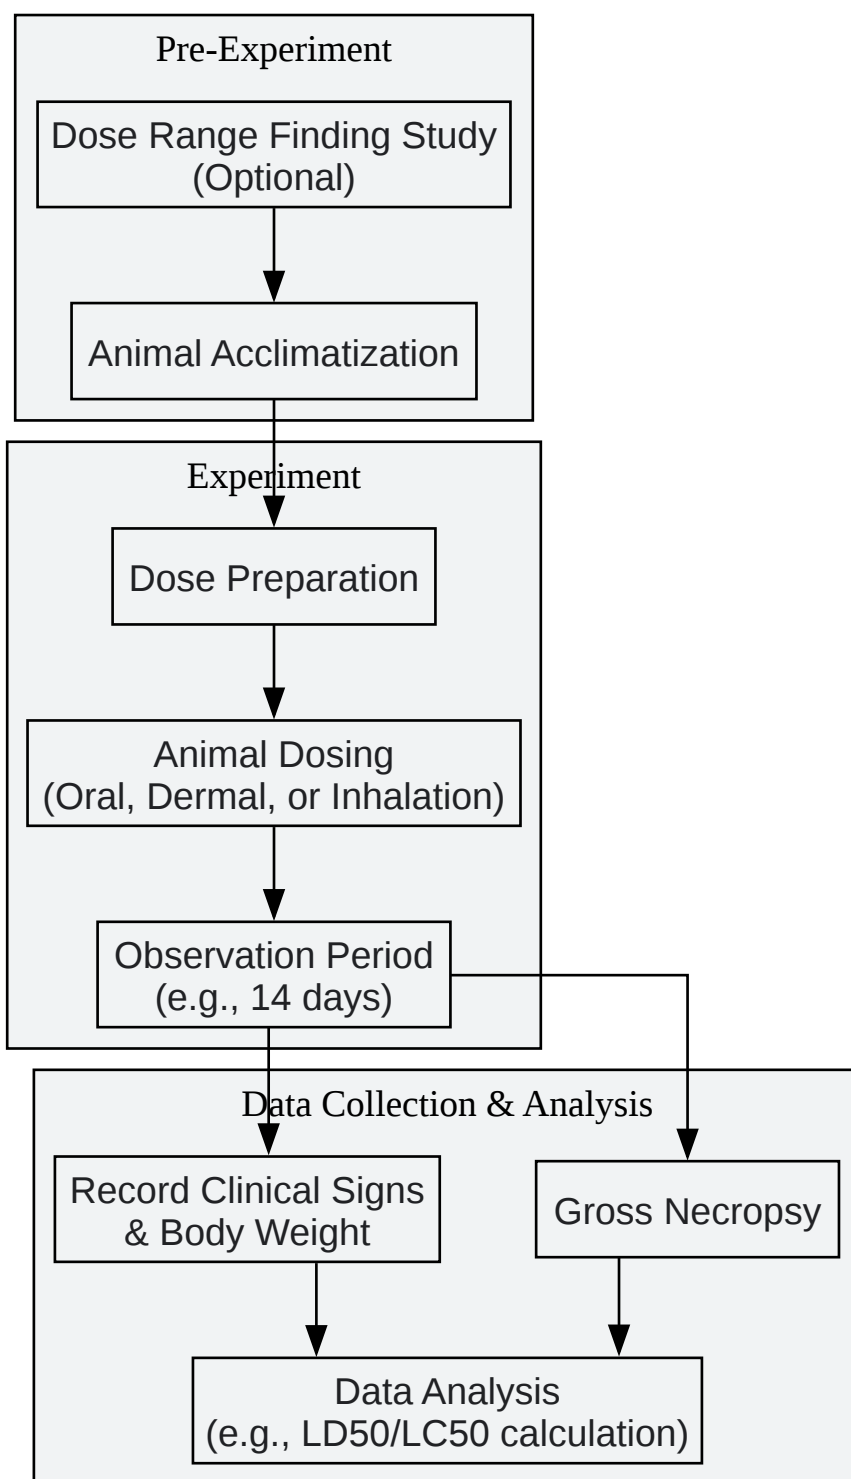 Pre-Experiment
Dose Range Finding Study
(Optional)
Animal Acclimatization
Experiment
Dose Preparation
Animal Dosing
(Oral, Dermal, or Inhalation)
Observation Period
(e.g., 14 days)
Data Collection & Analysis
Record Clinical Signs
& Body Weight
Gross Necropsy
Data Analysis
(e.g., LD50/LC50 calculation)